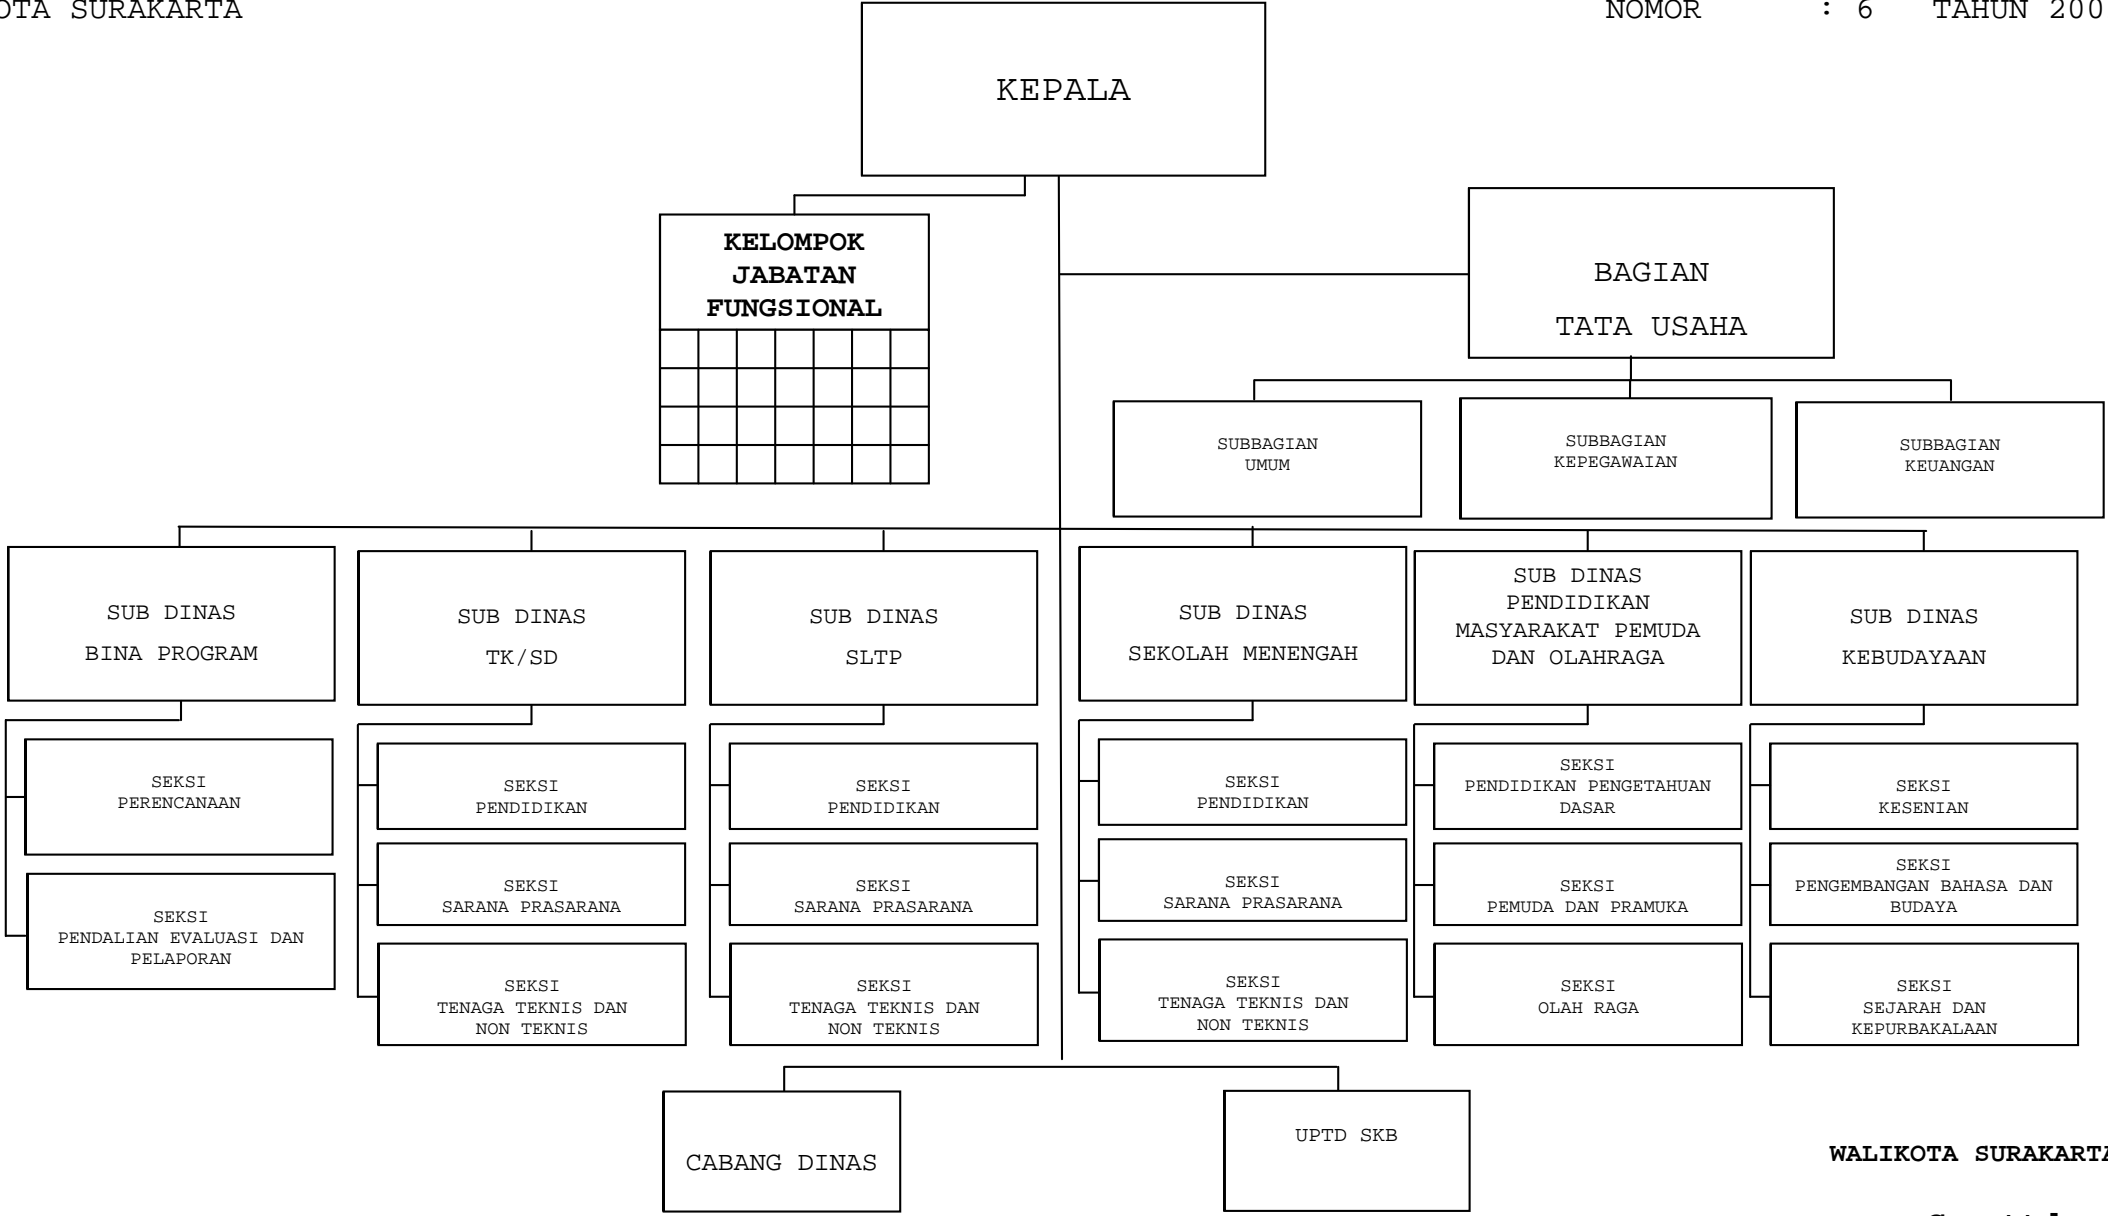 OTA SURAKARTA
NOMOR : 6 TAHUN 200
KEPALA
KELOMPOK
JABATAN
FUNGSIONAL
BAGIAN
TATA USAHA
SUBBAGIAN
UMUM
SUBBAGIAN
KEPEGAWAIAN
SUBBAGIAN
KEUANGAN
SUB DINAS
BINA PROGRAM
SUB DINAS
TK/SD
SUB DINAS
SLTP
SUB DINAS
SEKOLAH MENENGAH
SUB DINAS
PENDIDIKAN
MASYARAKAT PEMUDA
DAN OLAHRAGA
SUB DINAS
KEBUDAYAAN
SEKSI
PERENCANAAN
SEKSI
PENDALIAN EVALUASI DAN
PELAPORAN
SEKSI
PENDIDIKAN
SEKSI
SARANA PRASARANA
SEKSI
TENAGA TEKNIS DAN
NON TEKNIS
SEKSI
PENDIDIKAN
SEKSI
SARANA PRASARANA
SEKSI
TENAGA TEKNIS DAN
NON TEKNIS
SEKSI
PENDIDIKAN
SEKSI
SARANA PRASARANA
SEKSI
TENAGA TEKNIS DAN
NON TEKNIS
SEKSI
PENDIDIKAN PENGETAHUAN
DASAR
SEKSI
PEMUDA DAN PRAMUKA
SEKSI
OLAH RAGA
SEKSI
KESENIAN
SEKSI
PENGEMBANGAN BAHASA DAN
BUDAYA
SEKSI
SEJARAH DAN
KEPURBAKALAAN
CABANG DINAS
UPTD SKB
WALIKOTA SURAKARTA